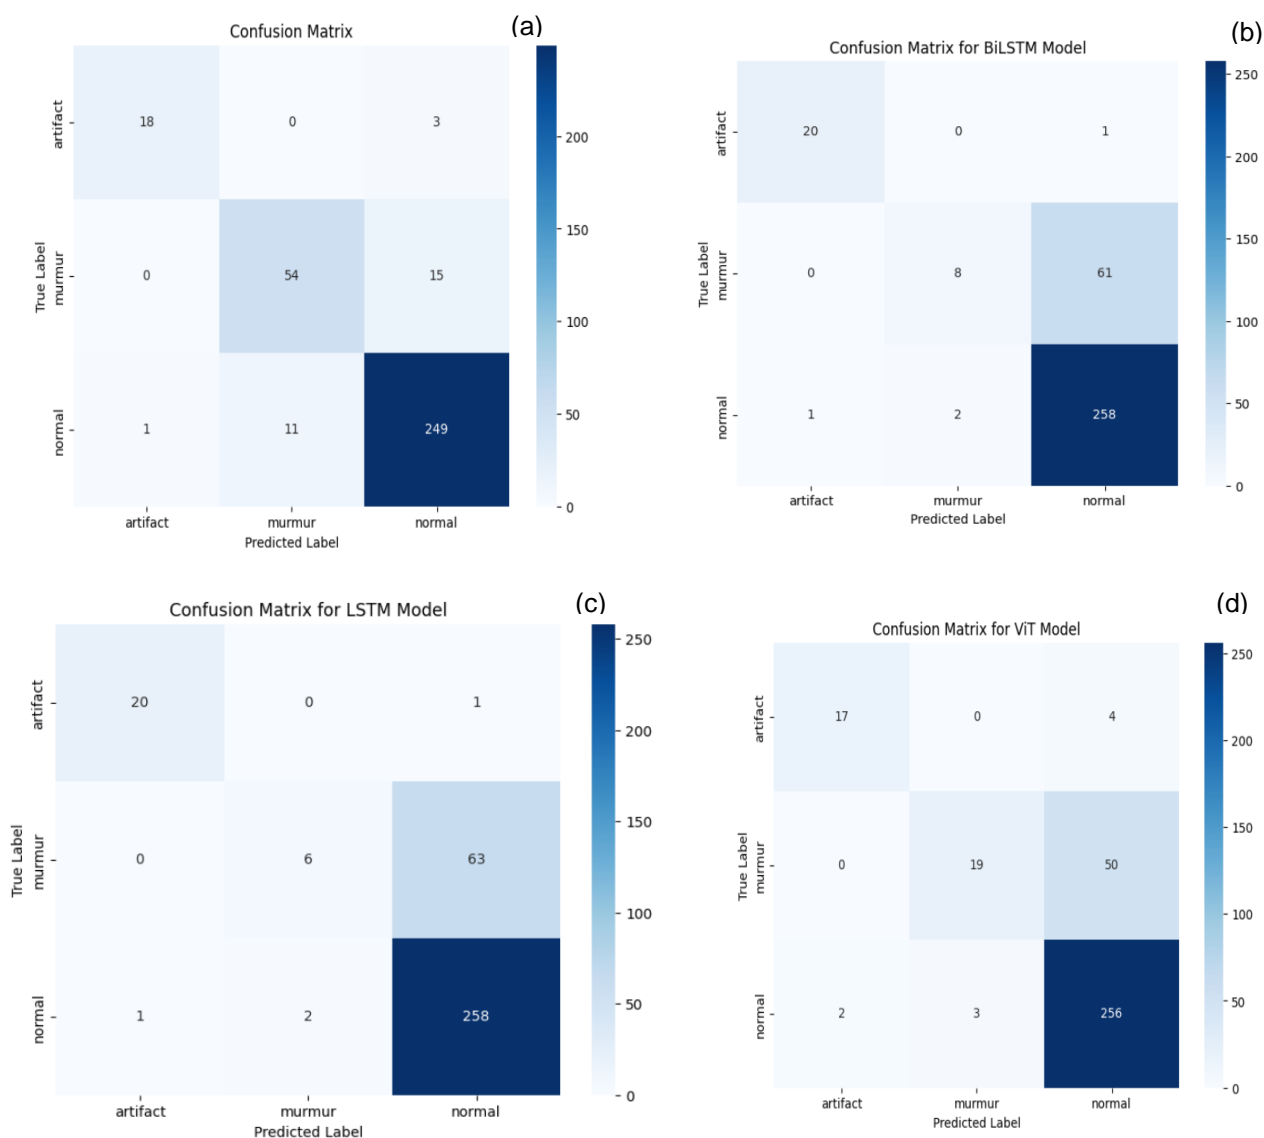 (a)
Confusion Matrix
artifact
murmur
normal
True Label
18 0 3
0 54 15
1 11 249
artifact murmur normal
Predicted Label
200
150
100
50
0
(b)
Confusion Matrix for BiLSTM Model
artifact
murmur
normal
True Label
20 0 1
0 8 61
1 2 258
artifact murmur normal
Predicted Label
250
200
150
100
50
0
(c)
Confusion Matrix for LSTM Model
artifact
murmur
normal
True Label
20 0 1
0 6 63
1 2 258
artifact murmur normal
Predicted Label
250
200
150
100
50
0
(d)
Confusion Matrix for ViT Model
artifact
murmur
normal
True Label
17 0 4
0 19 50
2 3 256
artifact murmur normal
Predicted Label
250
200
150
100
50
0